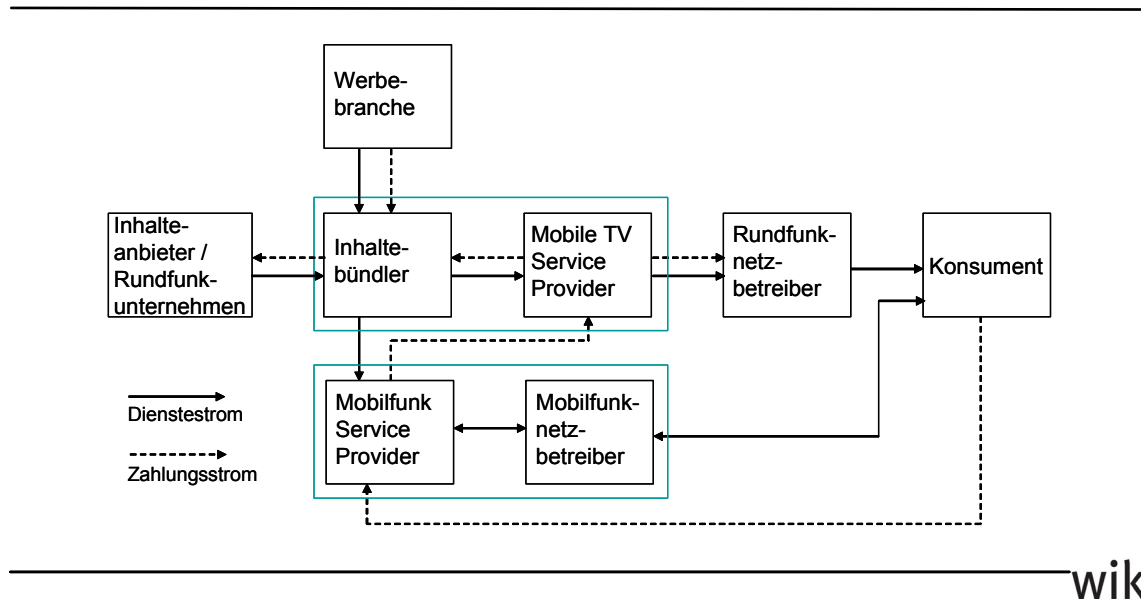 Werbe-
branche
Inhalte-
anbieter /
Rundfunk-
unternehmen
Inhalte-
bündler
Mobile TV
Service
Provider
Rundfunk-
netz-
betreiber
Konsument
Mobilfunk
Service
Provider
Mobilfunk-
netz-
betreiber
Dienstestrom
Zahlungsstrom
wik